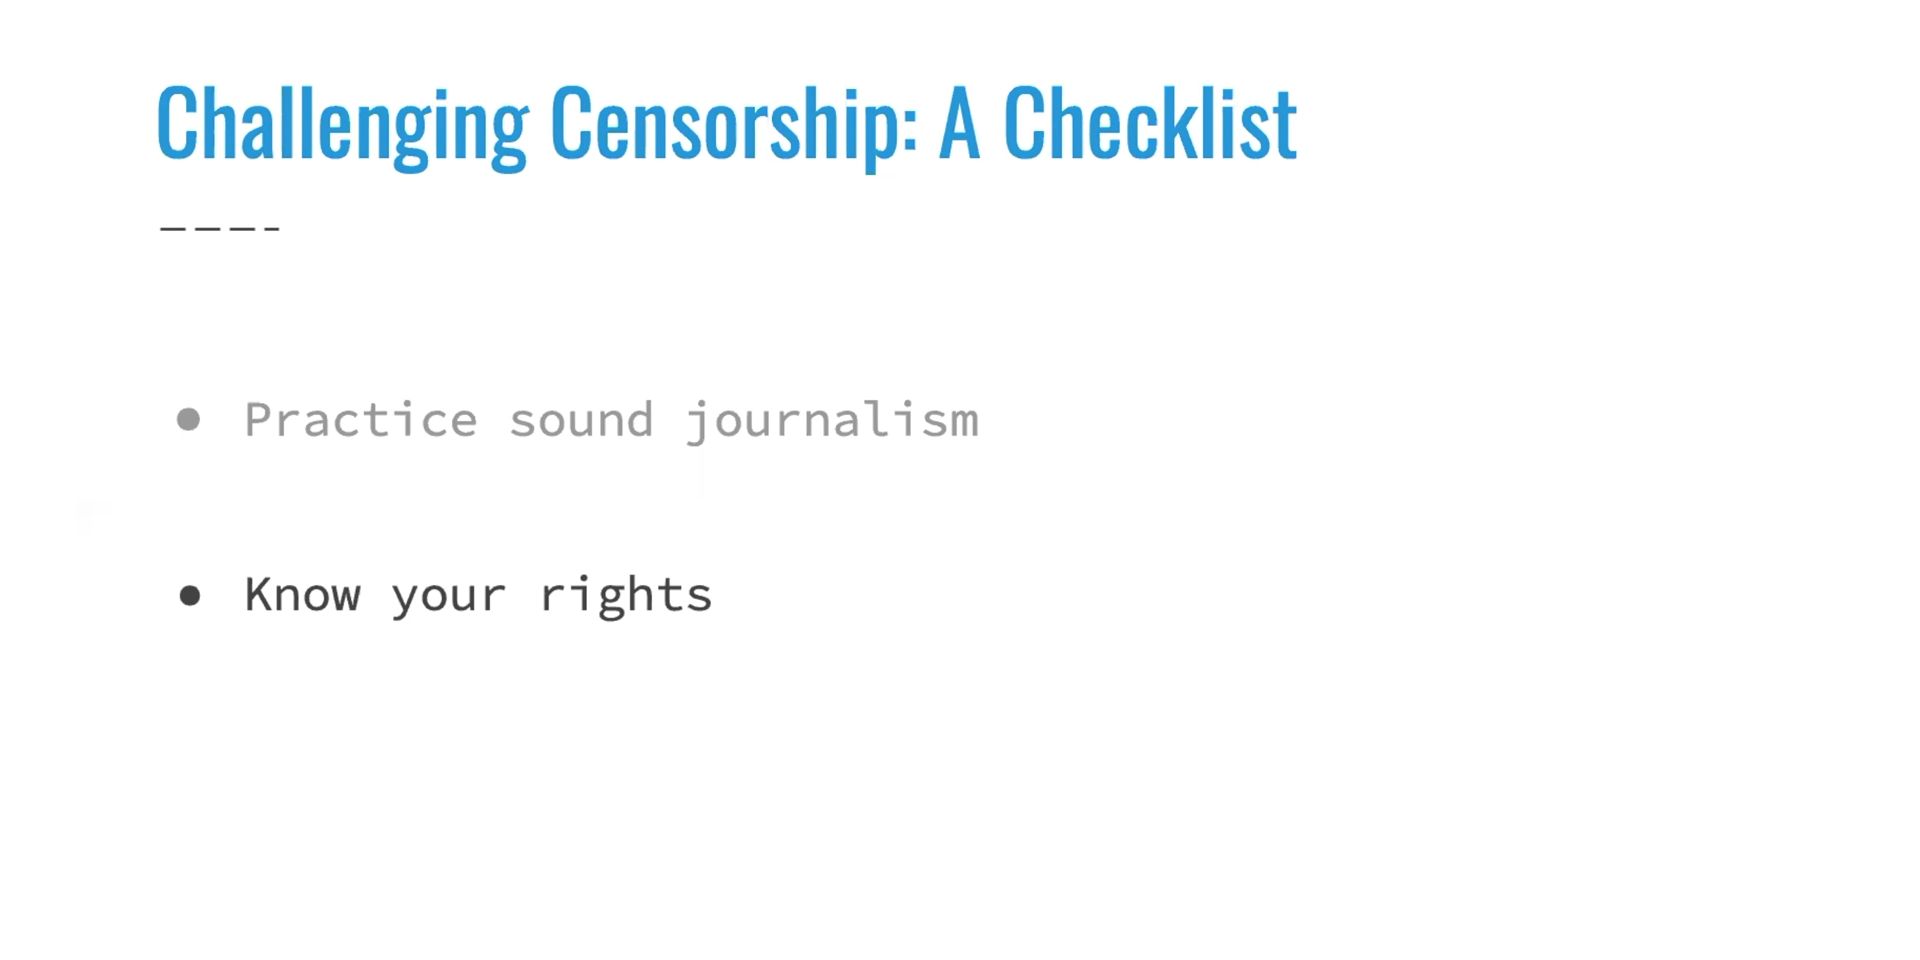 Challenging Censorship: A Checklist
● Practice sound journalism
● Know your rights